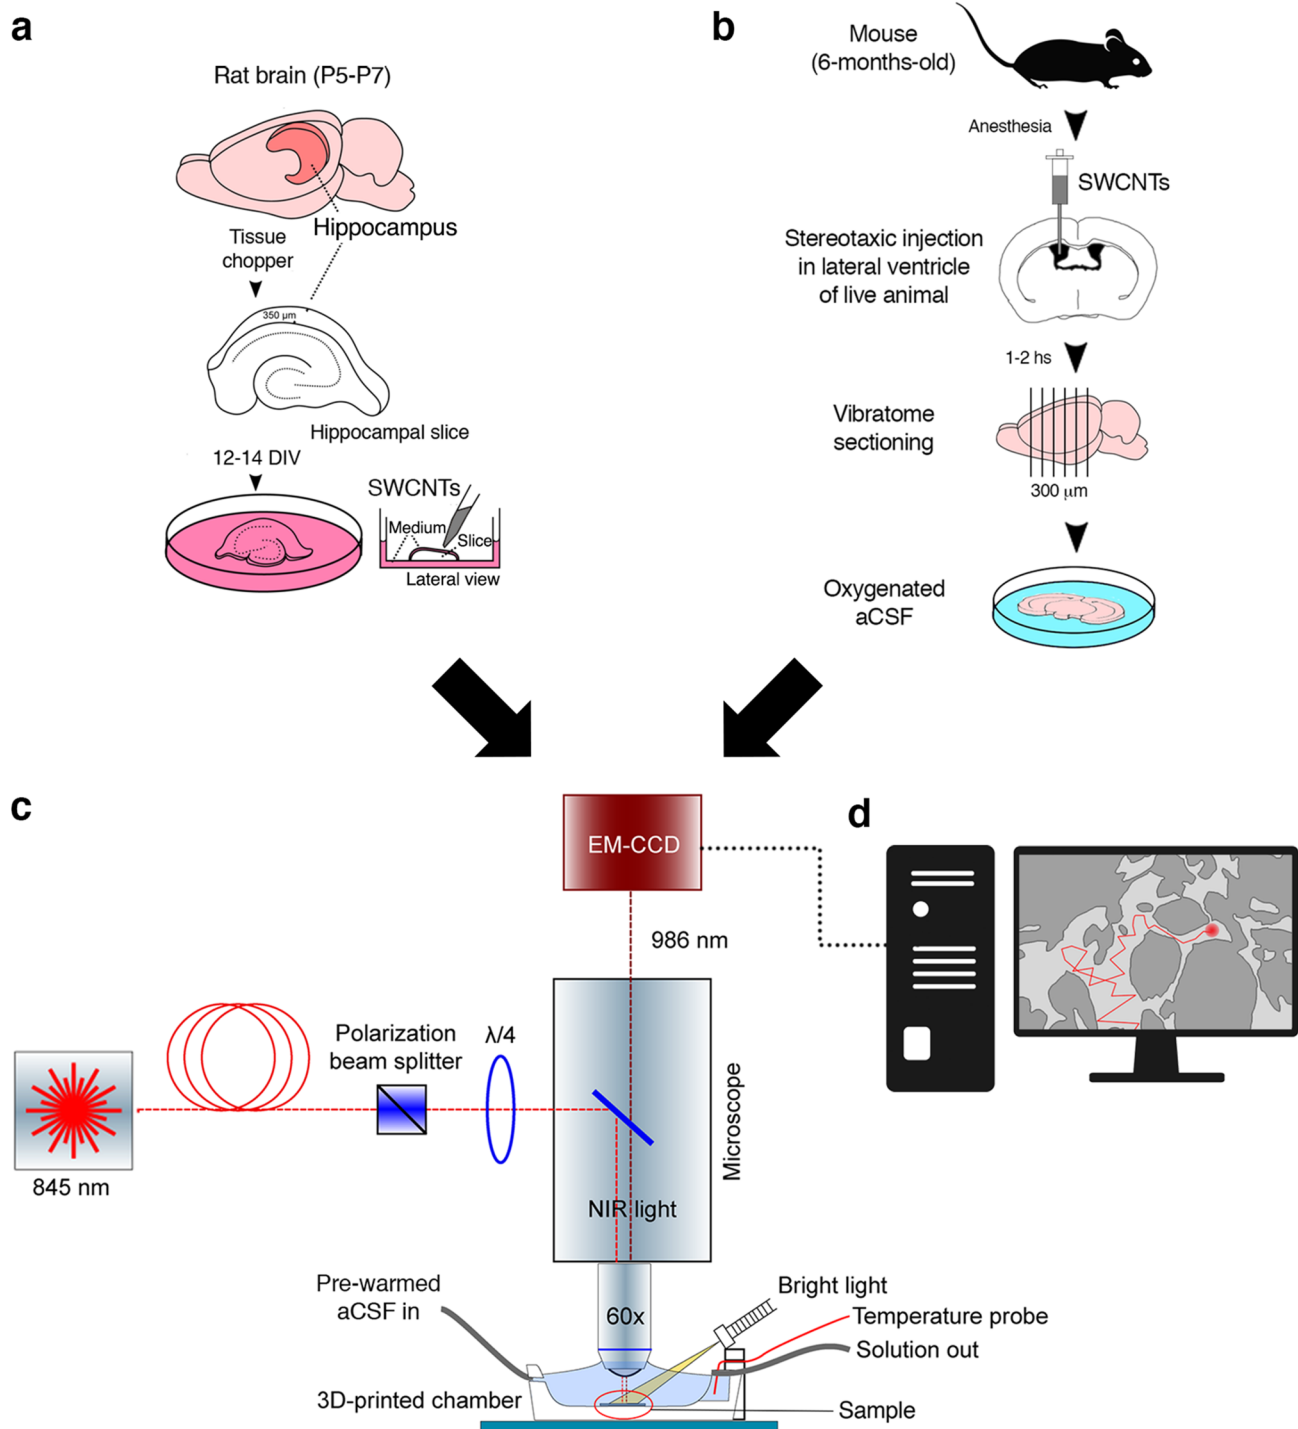 a
Rat brain (P5-P7)
Hippocampus
Tissue
chopper
350 µm
Hippocampal slice
12-14 DIV
SWCNTs
Medium
Slice
Lateral view
b
Mouse
(6-months-old)
Anesthesia
SWCNTs
Stereotaxic injection
in lateral ventricle
of live animal
1-2 hs
Vibratome
sectioning
300 µm
Oxygenated
aCSF
c
EM-CCD
986 nm
Polarization
beam splitter
λ/4
845 nm
Microscope
NIR light
60x
Pre-warmed
aCSF in
3D-printed chamber
Bright light
Temperature probe
Solution out
Sample
d